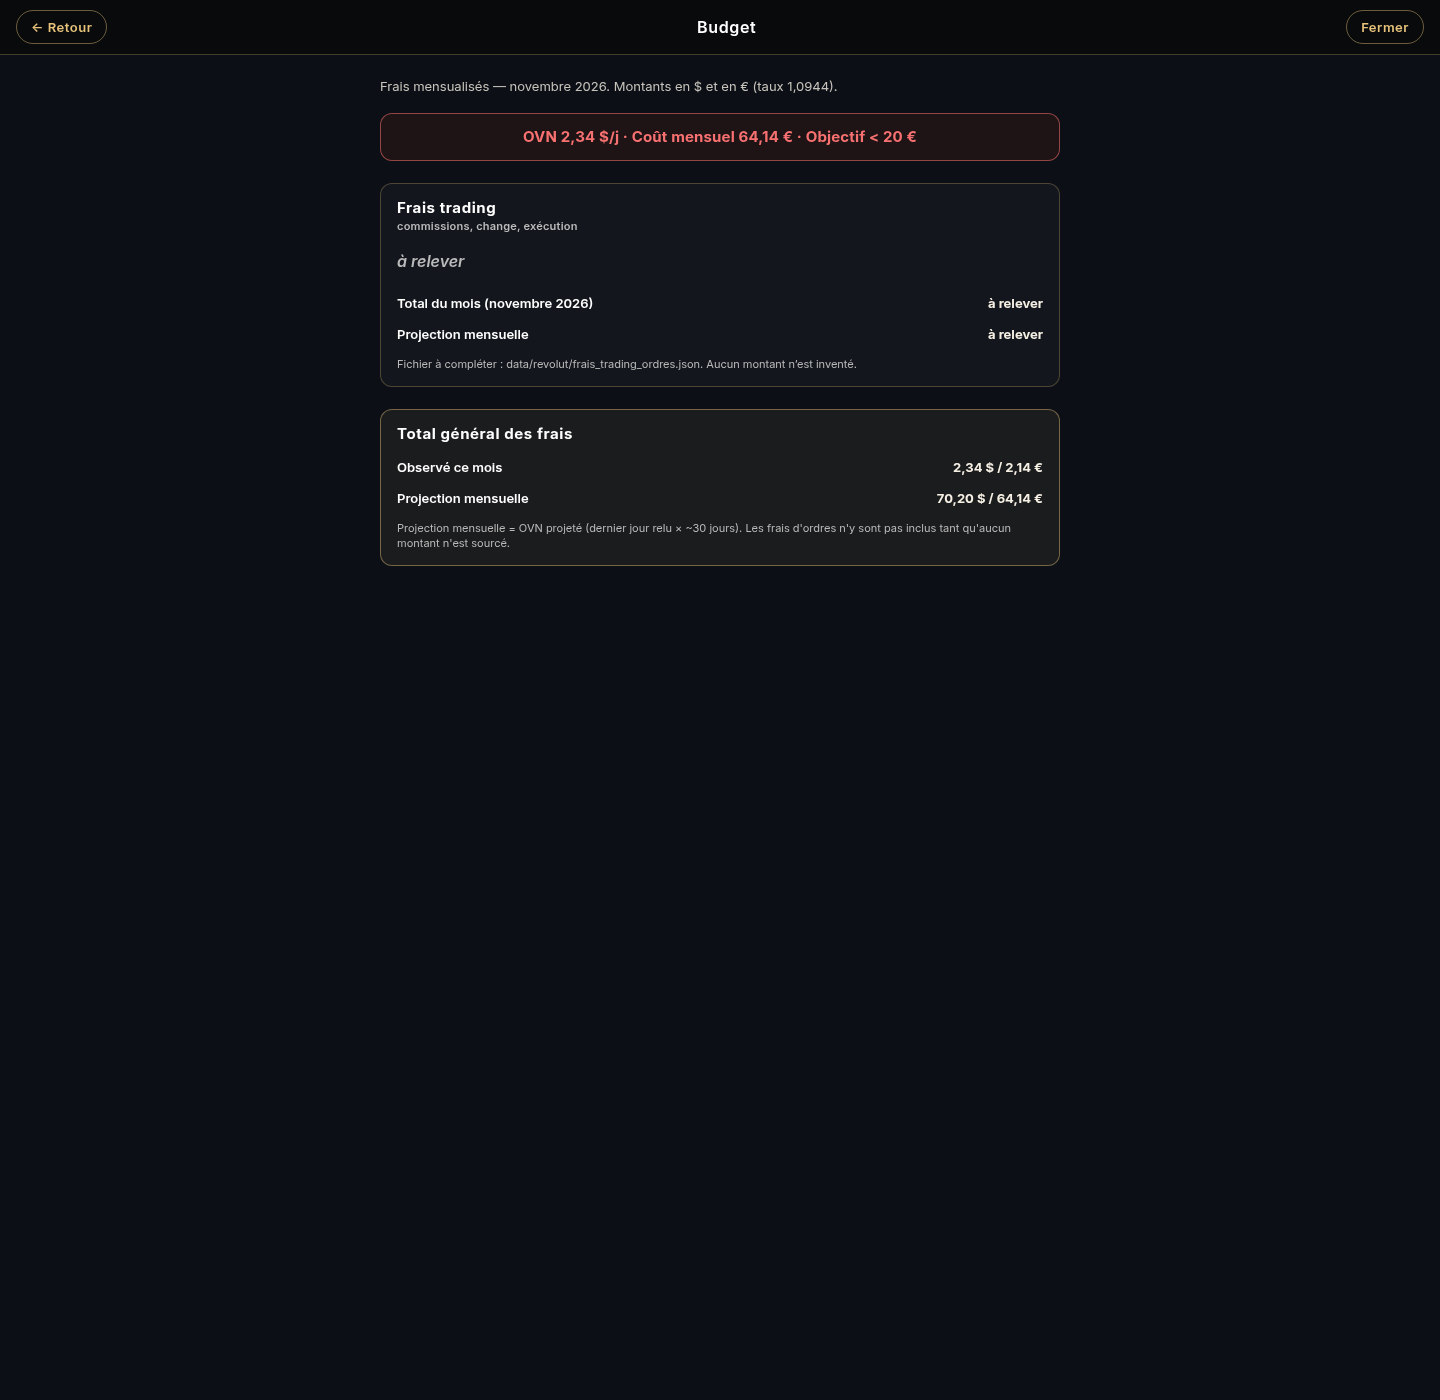 ← Retour
Budget
Fermer
Frais mensualisés — novembre 2026. Montants en $ et en € (taux 1,0944).
OVN 2,34 $/j · Coût mensuel 64,14 € · Objectif < 20 €
Frais trading
commissions, change, exécution
à relever
Total du mois (novembre 2026) à relever
Projection mensuelle à relever
Fichier à compléter : data/revolut/frais_trading_ordres.json. Aucun montant n’est inventé.
Total général des frais
Observé ce mois 2,34 $ / 2,14 €
Projection mensuelle 70,20 $ / 64,14 €
Projection mensuelle = OVN projeté (dernier jour relu × ~30 jours). Les frais d'ordres n'y sont pas inclus tant qu'aucun
montant n'est sourcé.